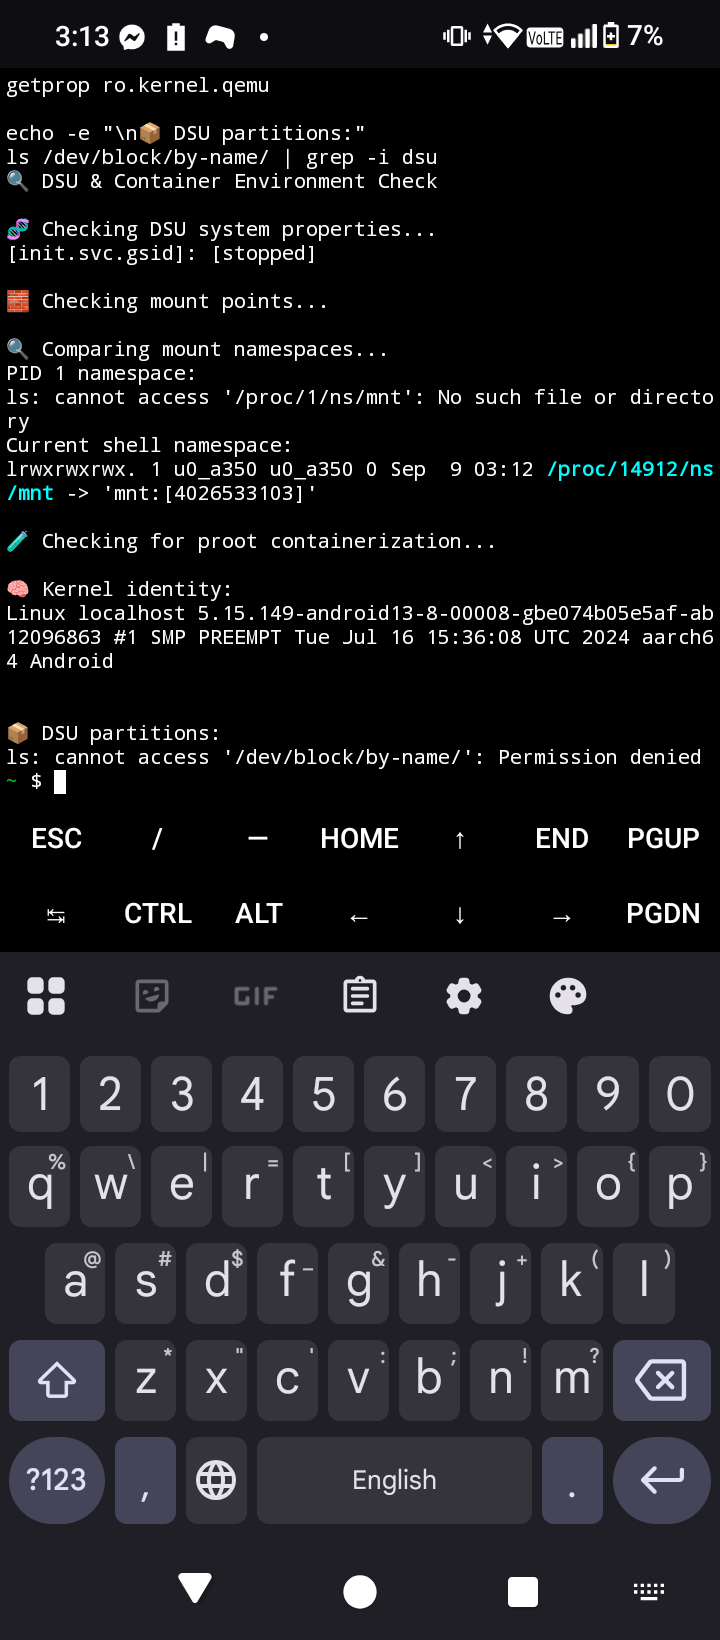 3:13 VoLTE 7%
getprop ro.kernel.qemu
echo -e "\n📦 DSU partitions:"
ls /dev/block/by-name/ | grep -i dsu
🔍 DSU & Container Environment Check
🧬 Checking DSU system properties...
[init.svc.gsid]: [stopped]
🧱 Checking mount points...
🔍 Comparing mount namespaces...
PID 1 namespace:
ls: cannot access '/proc/1/ns/mnt': No such file or directo
ry
Current shell namespace:
lrwxrwxrwx. 1 u0_a350 u0_a350 0 Sep  9 03:12 /proc/14912/ns
/mnt -> 'mnt:[4026533103]'
🧪 Checking for proot containerization...
🧠 Kernel identity:
Linux localhost 5.15.149-android13-8-00008-gbe074b05e5af-ab
12096863 #1 SMP PREEMPT Tue Jul 16 15:36:08 UTC 2024 aarch6
4 Android
📦 DSU partitions:
ls: cannot access '/dev/block/by-name/': Permission denied
~ $
ESC / — HOME ↑ END PGUP
↹ CTRL ALT ← ↓ → PGDN
GIF
1 2 3 4 5 6 7 8 9 0
q % w \ e | r = t [ y ] u < i > o { p }
a @ s # d $ f _ g & h - j + k ( l )
z * x " c ' v : b ; n ! m ?
?123 , English .